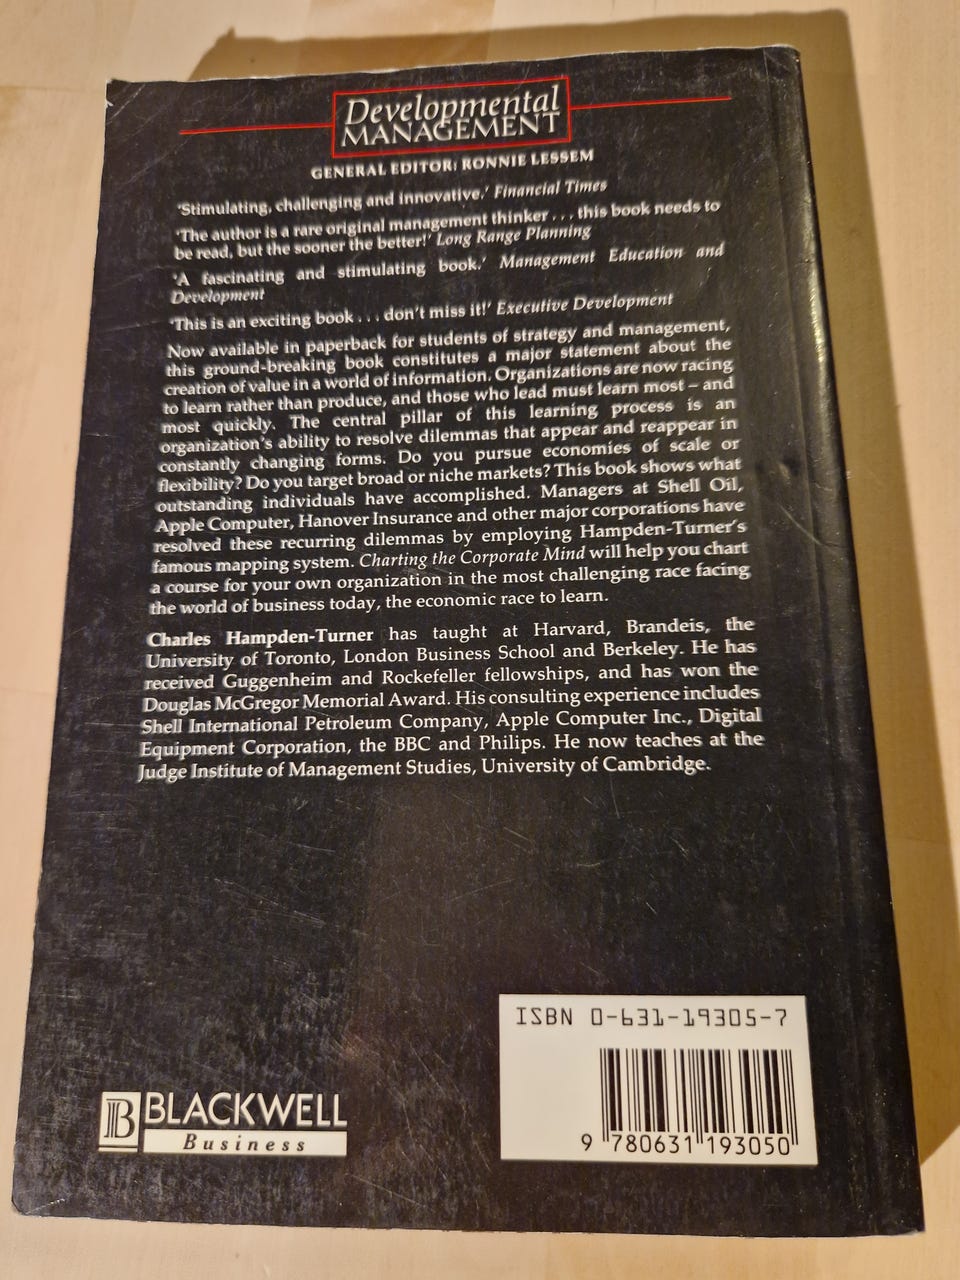 Developmental
MANAGEMENT
GENERAL EDITOR: RONNIE LESSEM
'Stimulating, challenging and innovative.' Financial Times
'The author is a rare original management thinker . . . this book needs to
be read, but the sooner the better!' Long Range Planning
'A fascinating and stimulating book.' Management Education and
Development
'This is an exciting book . . . don't miss it!' Executive Development
Now available in paperback for students of strategy and management,
this ground-breaking book constitutes a major statement about the
creation of value in a world of information. Organizations are now racing
to learn rather than produce, and those who lead must learn most – and
most quickly. The central pillar of this learning process is an
organization's ability to resolve dilemmas that appear and reappear in
constantly changing forms. Do you pursue economies of scale or
flexibility? Do you target broad or niche markets? This book shows what
outstanding individuals have accomplished. Managers at Shell Oil,
Apple Computer, Hanover Insurance and other major corporations have
resolved these recurring dilemmas by employing Hampden-Turner's
famous mapping system. Charting the Corporate Mind will help you chart
a course for your own organization in the most challenging race facing
the world of business today, the economic race to learn.
Charles Hampden-Turner has taught at Harvard, Brandeis, the
University of Toronto, London Business School and Berkeley. He has
received Guggenheim and Rockefeller fellowships, and has won the
Douglas McGregor Memorial Award. His consulting experience includes
Shell International Petroleum Company, Apple Computer Inc., Digital
Equipment Corporation, the BBC and Philips. He now teaches at the
Judge Institute of Management Studies, University of Cambridge.
ISBN 0-631-19305-7
9 780631 193050
B BLACKWELL
Business